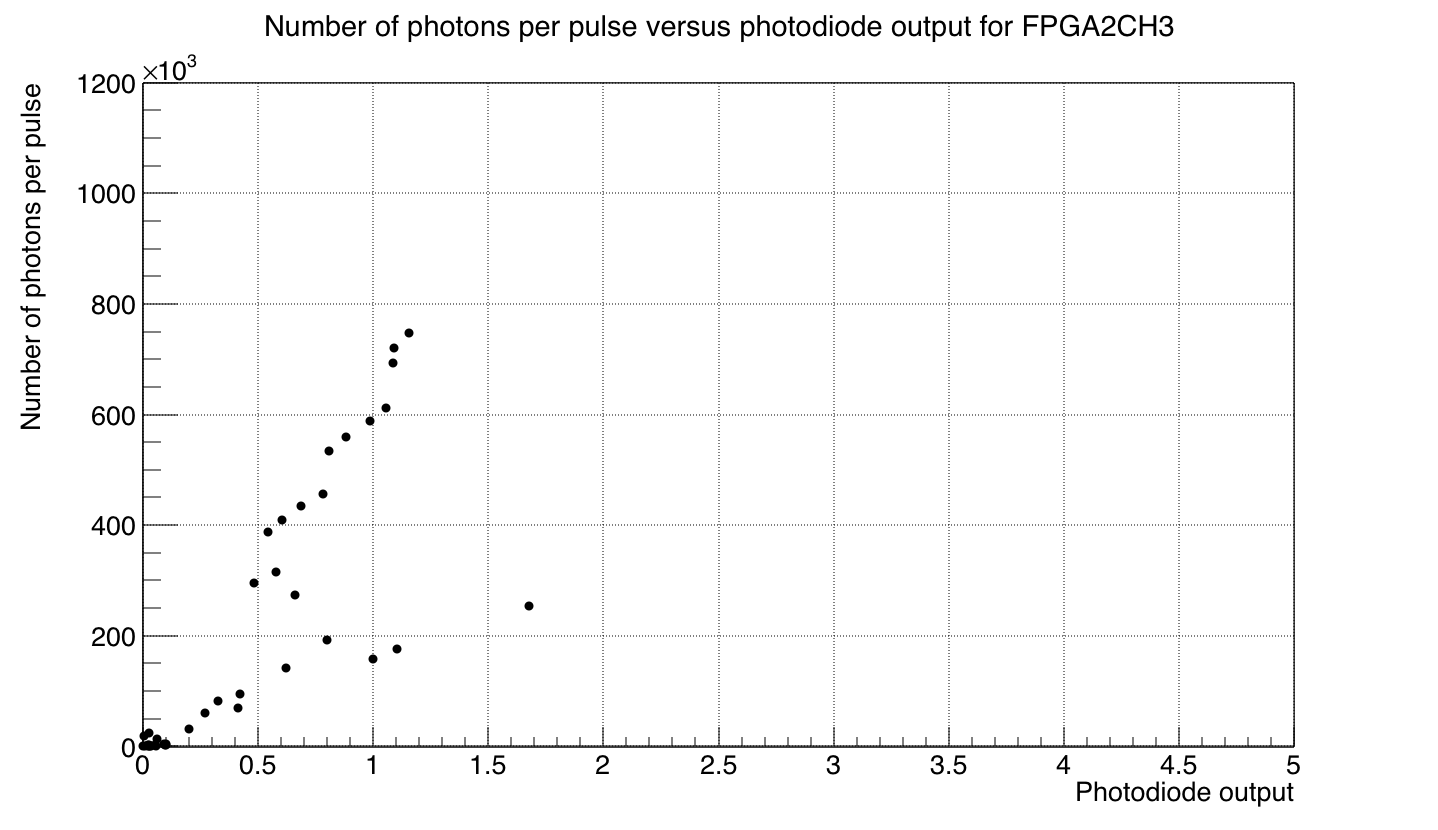 Number of photons per pulse versus photodiode output for FPGA2CH3
×10³
Number of photons per pulse
1200
1000
800
600
400
200
0
0 0.5 1 1.5 2 2.5 3 3.5 4 4.5 5
Photodiode output